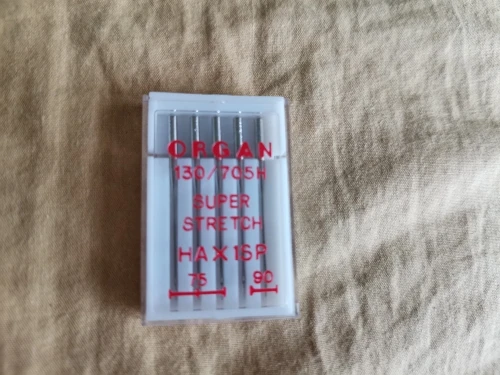 ORGAN
130/705H
SUPER
STRETCH
HAX1SP
75 90